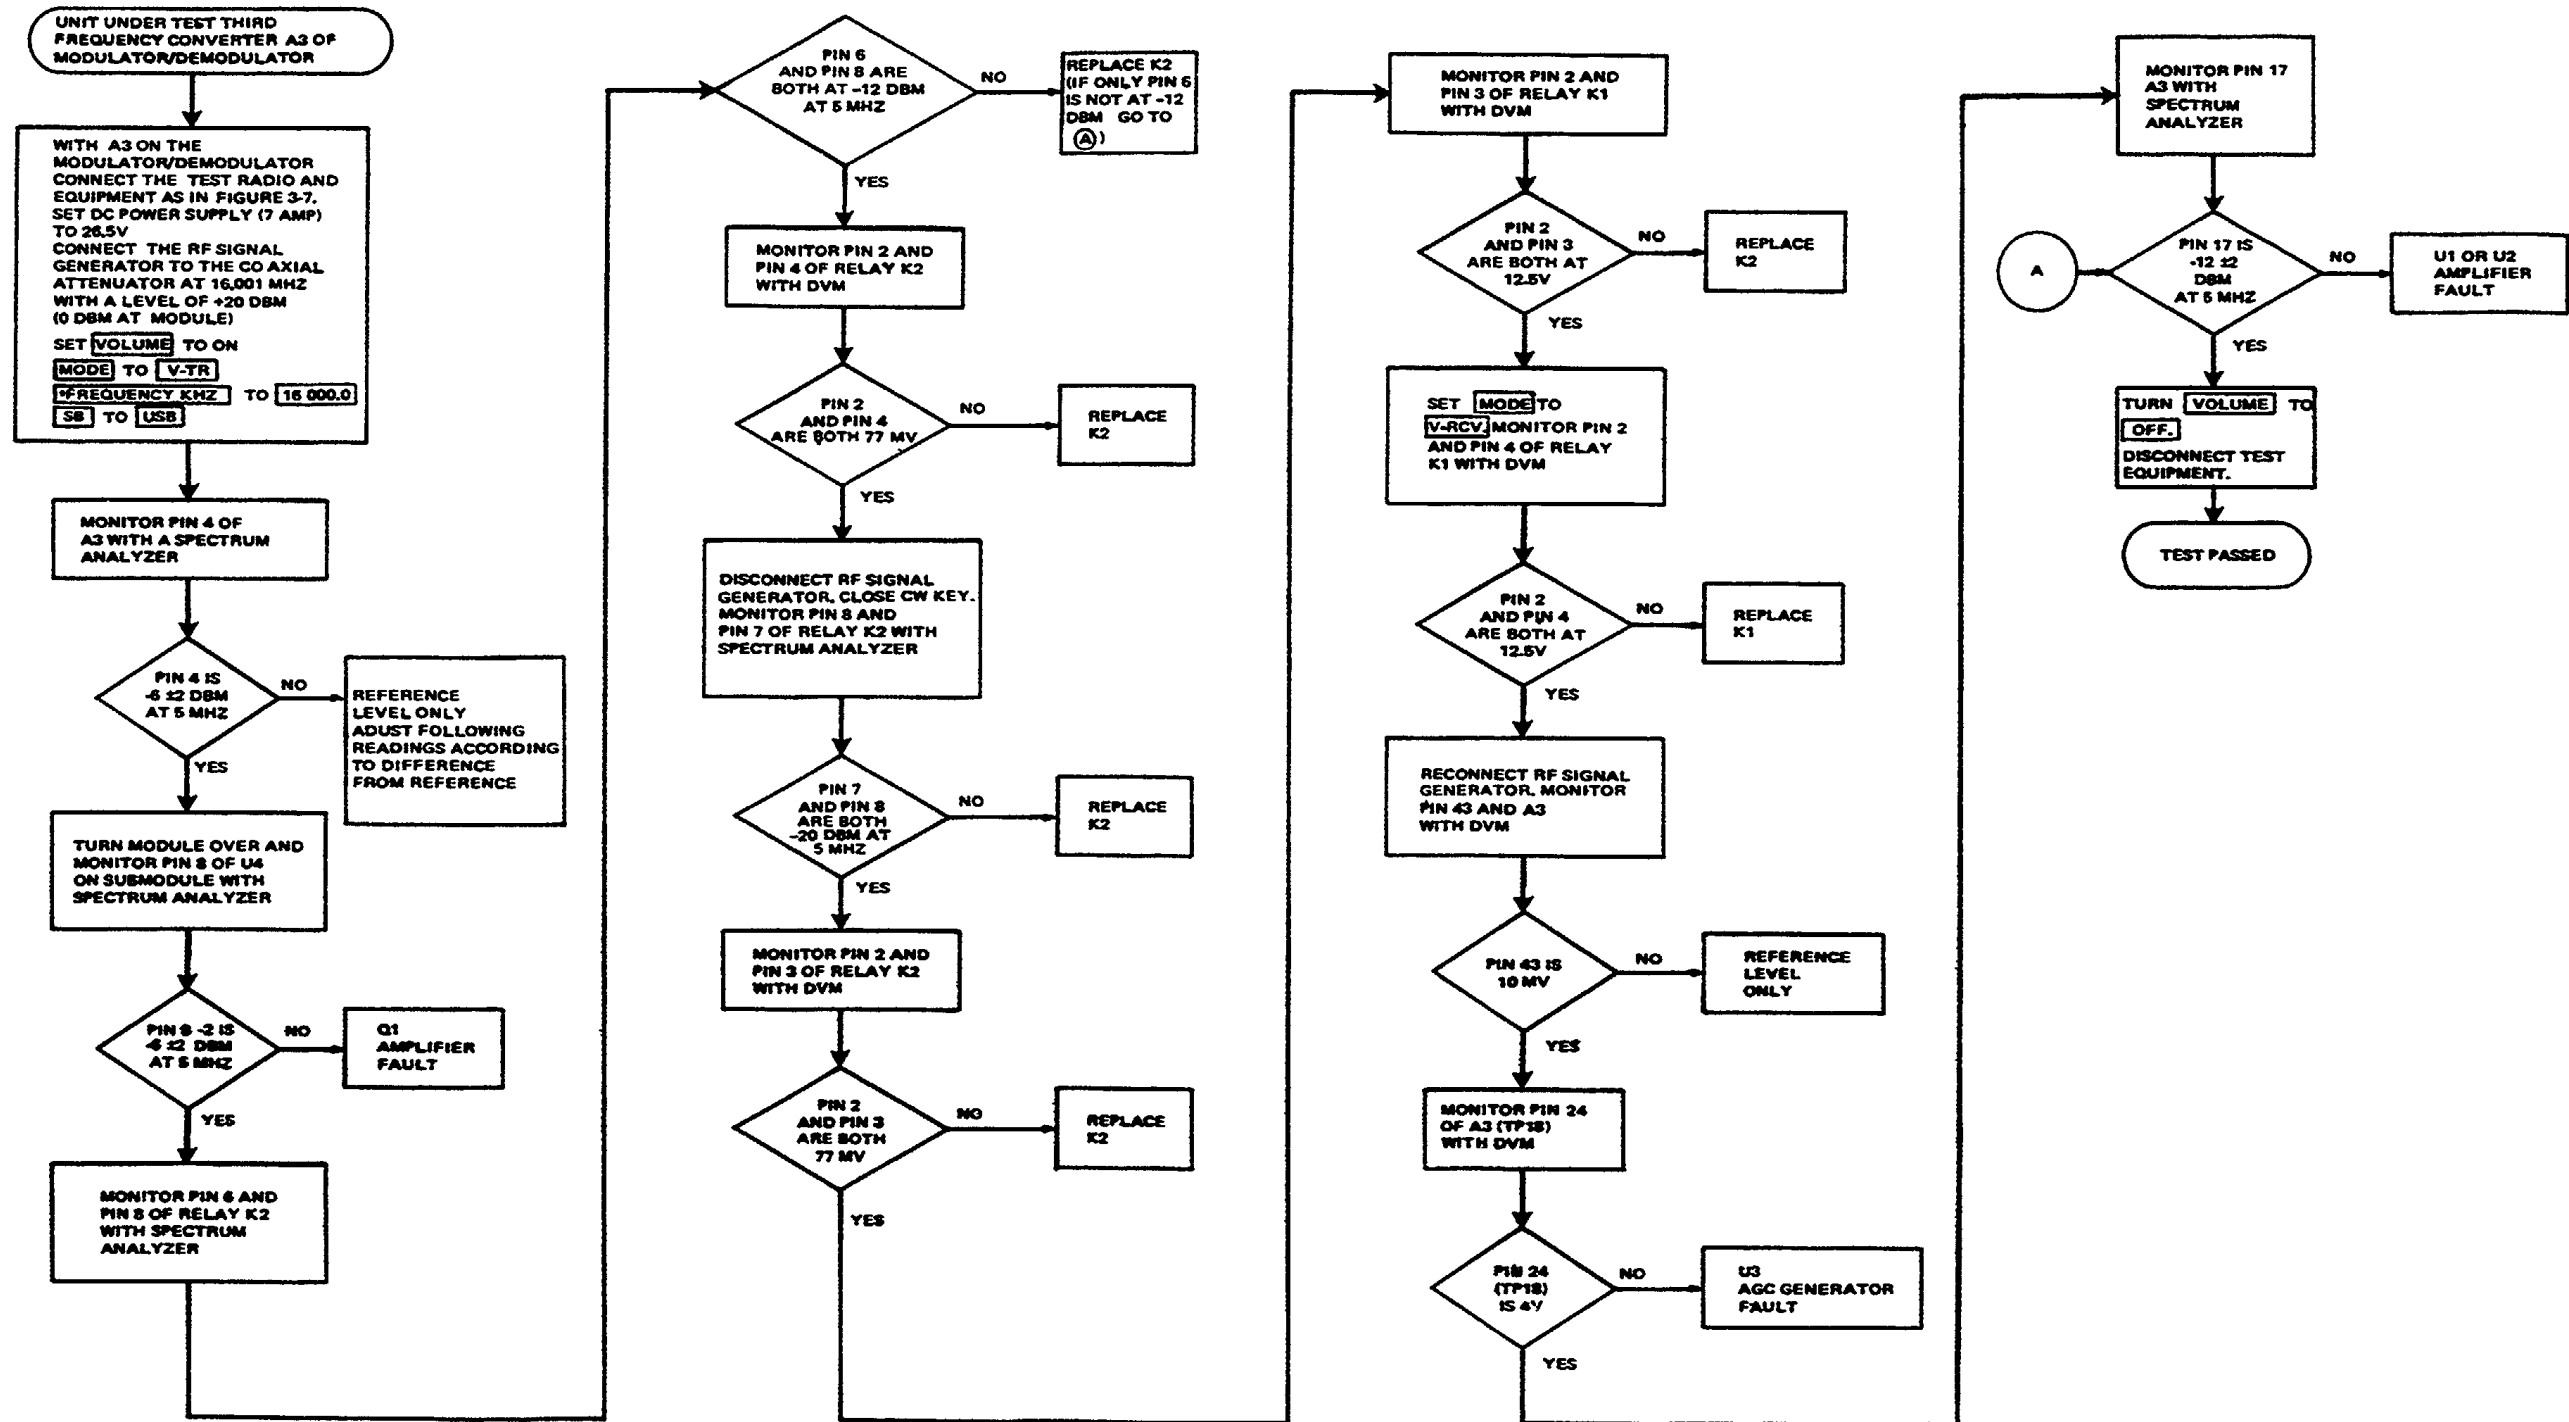 UNIT UNDER TEST THIRD
FREQUENCY CONVERTER A3 OF
MODULATOR/DEMODULATOR
WITH A3 ON THE
MODULATOR/DEMODULATOR
CONNECT THE TEST RADIO AND
EQUIPMENT AS IN FIGURE 3-7.
SET DC POWER SUPPLY (7 AMP)
TO 26.5V
CONNECT THE RF SIGNAL
GENERATOR TO THE CO AXIAL
ATTENUATOR AT 16,001 MHZ
WITH A LEVEL OF +20 DBM
(0 DBM AT MODULE)
SET VOLUME TO ON
MODE TO V-TR
*FREQUENCY KHZ TO 16 000.0
SB TO USB
MONITOR PIN 4 OF
A3 WITH A SPECTRUM
ANALYZER
PIN 4 IS
-6 ±2 DBM
AT 5 MHZ
NO
REFERENCE
LEVEL ONLY
ADUST FOLLOWING
READINGS ACCORDING
TO DIFFERENCE
FROM REFERENCE
YES
TURN MODULE OVER AND
MONITOR PIN 8 OF U4
ON SUBMODULE WITH
SPECTRUM ANALYZER
PIN 8 -2 IS
-6 ±2 DBM
AT 5 MHZ
NO
Q1
AMPLIFIER
FAULT
YES
MONITOR PIN 6 AND
PIN 8 OF RELAY K2
WITH SPECTRUM
ANALYZER
PIN 6
AND PIN 8 ARE
BOTH AT -12 DBM
AT 5 MHZ
NO
REPLACE K2
(IF ONLY PIN 6
IS NOT AT -12
DBM GO TO
A)
YES
MONITOR PIN 2 AND
PIN 4 OF RELAY K2
WITH DVM
PIN 2
AND PIN 4
ARE BOTH 77 MV
NO
REPLACE
K2
YES
DISCONNECT RF SIGNAL
GENERATOR. CLOSE CW KEY.
MONITOR PIN 8 AND
PIN 7 OF RELAY K2 WITH
SPECTRUM ANALYZER
PIN 7
AND PIN 8
ARE BOTH
-20 DBM AT
5 MHZ
NO
REPLACE
K2
YES
MONITOR PIN 2 AND
PIN 3 OF RELAY K2
WITH DVM
PIN 2
AND PIN 3
ARE BOTH
77 MV
NO
REPLACE
K2
YES
MONITOR PIN 2 AND
PIN 3 OF RELAY K1
WITH DVM
PIN 2
AND PIN 3
ARE BOTH AT
12.5V
NO
REPLACE
K2
YES
SET MODE TO
V-RCV. MONITOR PIN 2
AND PIN 4 OF RELAY
K1 WITH DVM
PIN 2
AND PIN 4
ARE BOTH AT
12.5V
NO
REPLACE
K1
YES
RECONNECT RF SIGNAL
GENERATOR. MONITOR
PIN 43 AND A3
WITH DVM
PIN 43 IS
10 MV
NO
REFERENCE
LEVEL
ONLY
YES
MONITOR PIN 24
OF A3 (TP18)
WITH DVM
PIN 24
(TP18)
IS 4V
NO
U3
AGC GENERATOR
FAULT
YES
MONITOR PIN 17
A3 WITH
SPECTRUM
ANALYZER
A
PIN 17 IS
-12 ±2
DBM
AT 5 MHZ
NO
U1 OR U2
AMPLIFIER
FAULT
YES
TURN VOLUME TO
OFF.
DISCONNECT TEST
EQUIPMENT.
TEST PASSED